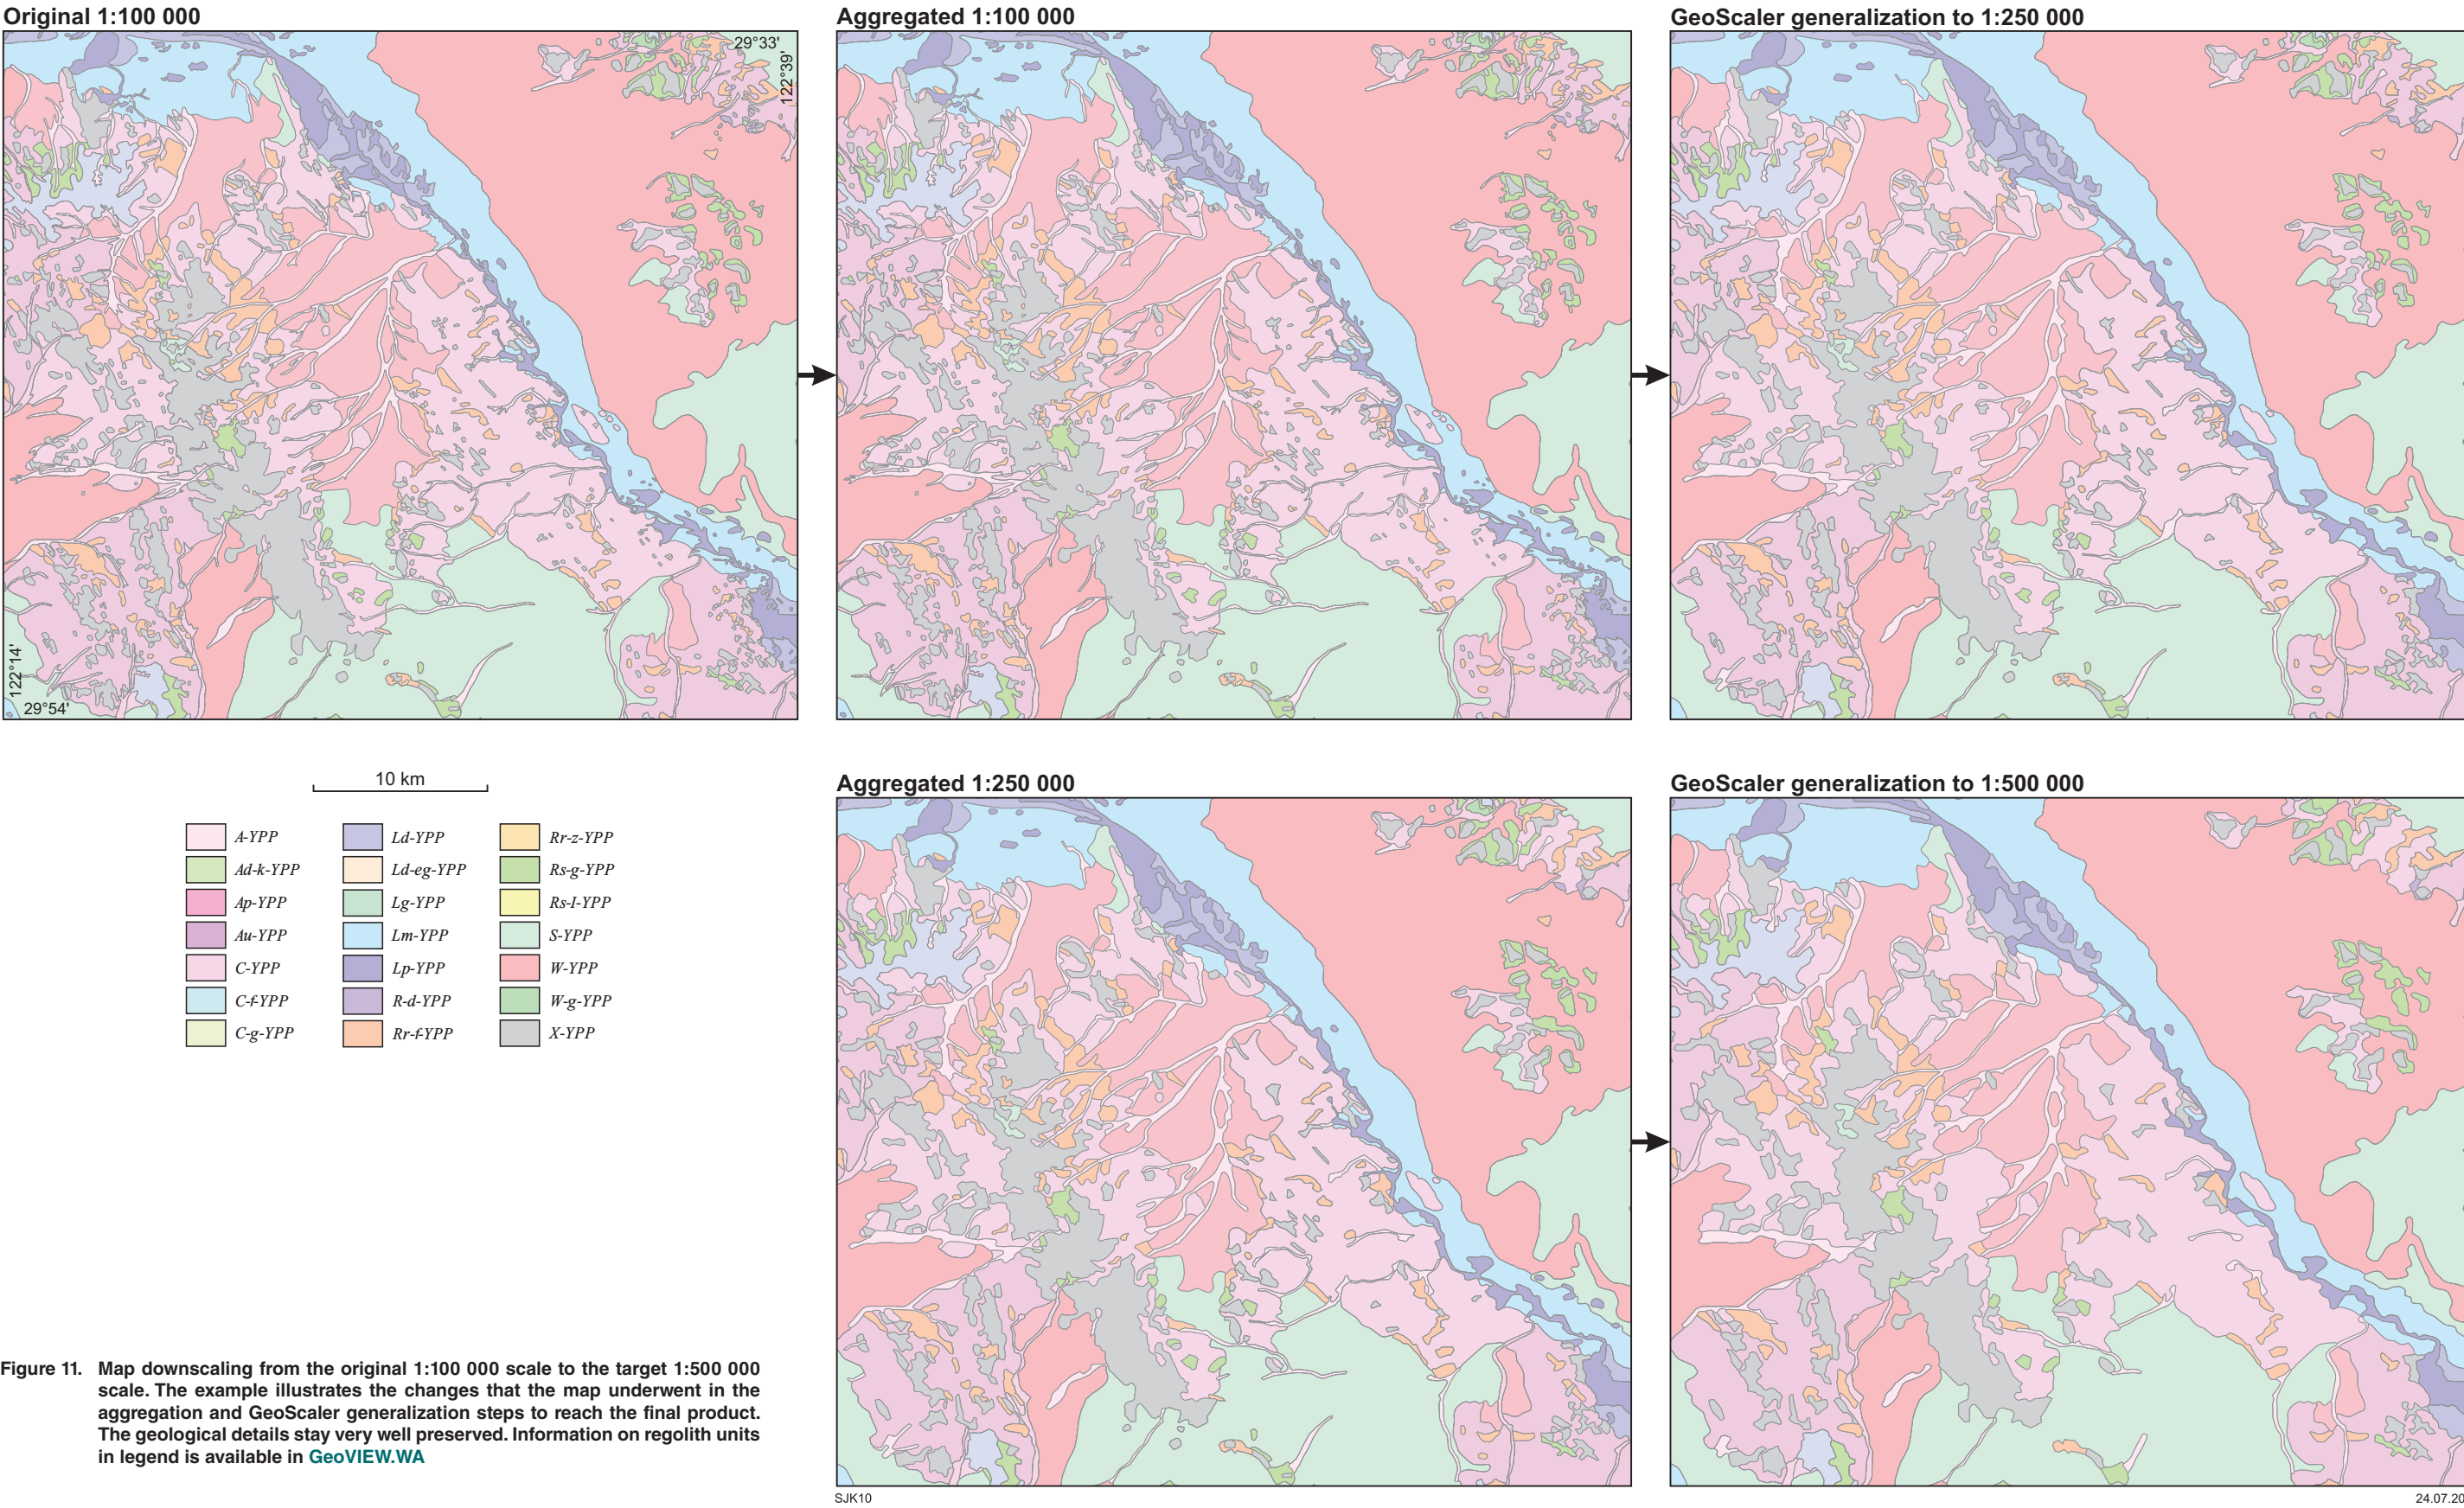 Original 1:100 000
Aggregated 1:100 000
GeoScaler generalization to 1:250 000
29°33'
122°39'
122°14'
29°54'
10 km
Aggregated 1:250 000
GeoScaler generalization to 1:500 000
A-YPP
Ad-k-YPP
Ap-YPP
Au-YPP
C-YPP
C-f-YPP
C-g-YPP
Ld-YPP
Ld-eg-YPP
Lg-YPP
Lm-YPP
Lp-YPP
R-d-YPP
Rr-f-YPP
Rr-z-YPP
Rs-g-YPP
Rs-l-YPP
S-YPP
W-YPP
W-g-YPP
X-YPP
Figure 11. Map downscaling from the original 1:100 000 scale to the target 1:500 000
scale. The example illustrates the changes that the map underwent in the
aggregation and GeoScaler generalization steps to reach the final product.
The geological details stay very well preserved. Information on regolith units
in legend is available in GeoVIEW.WA
SJK10
24.07.20